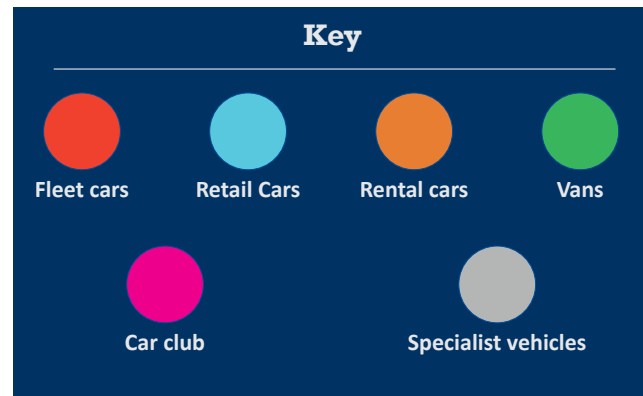 Key
Fleet cars
Retail Cars
Rental cars
Vans
Car club
Specialist vehicles